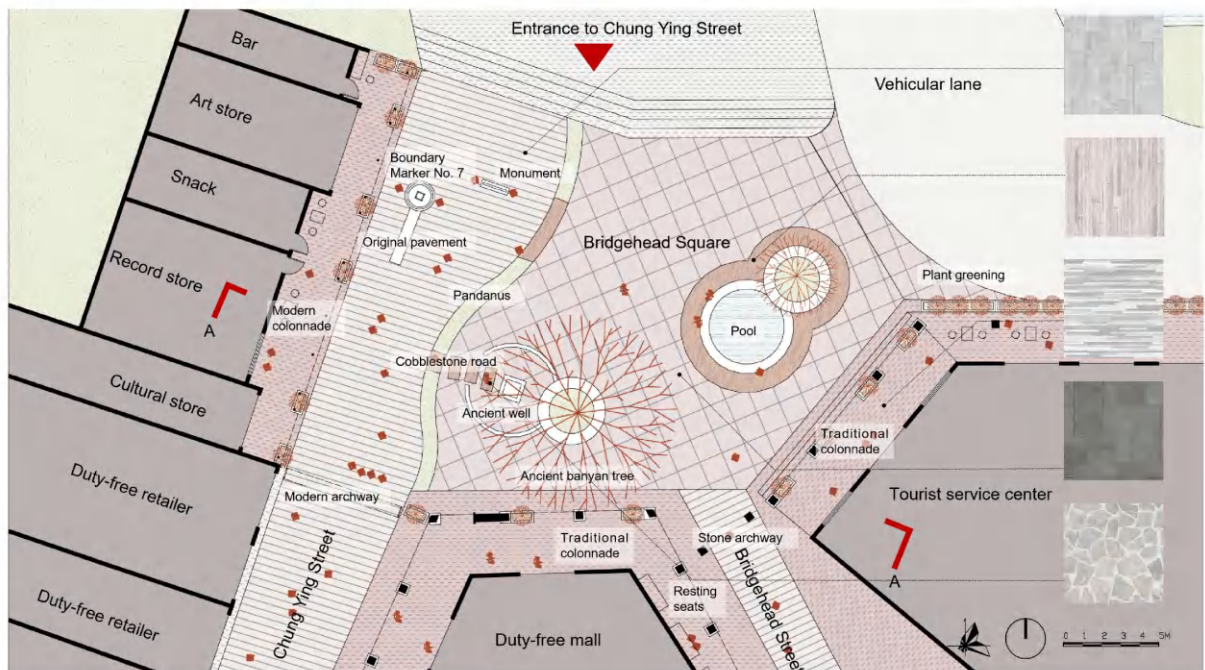 Entrance to Chung Ying Street
Bar
Vehicular lane
Art store
Boundary
Marker No. 7
Monument
Snack
Original pavement
Bridgehead Square
Record store
Plant greening
Pandanus
A
Modern
colonnade
Pool
Cobblestone road
Cultural store
Ancient well
Traditional
colonnade
Ancient banyan tree
Duty-free retailer
Modern archway
Tourist service center
Traditional
colonnade
Stone archway
Chung Ying Street
Bridgehead Street
A
Resting
seats
Duty-free retailer
Duty-free mall
0 1 2 3 4 5M